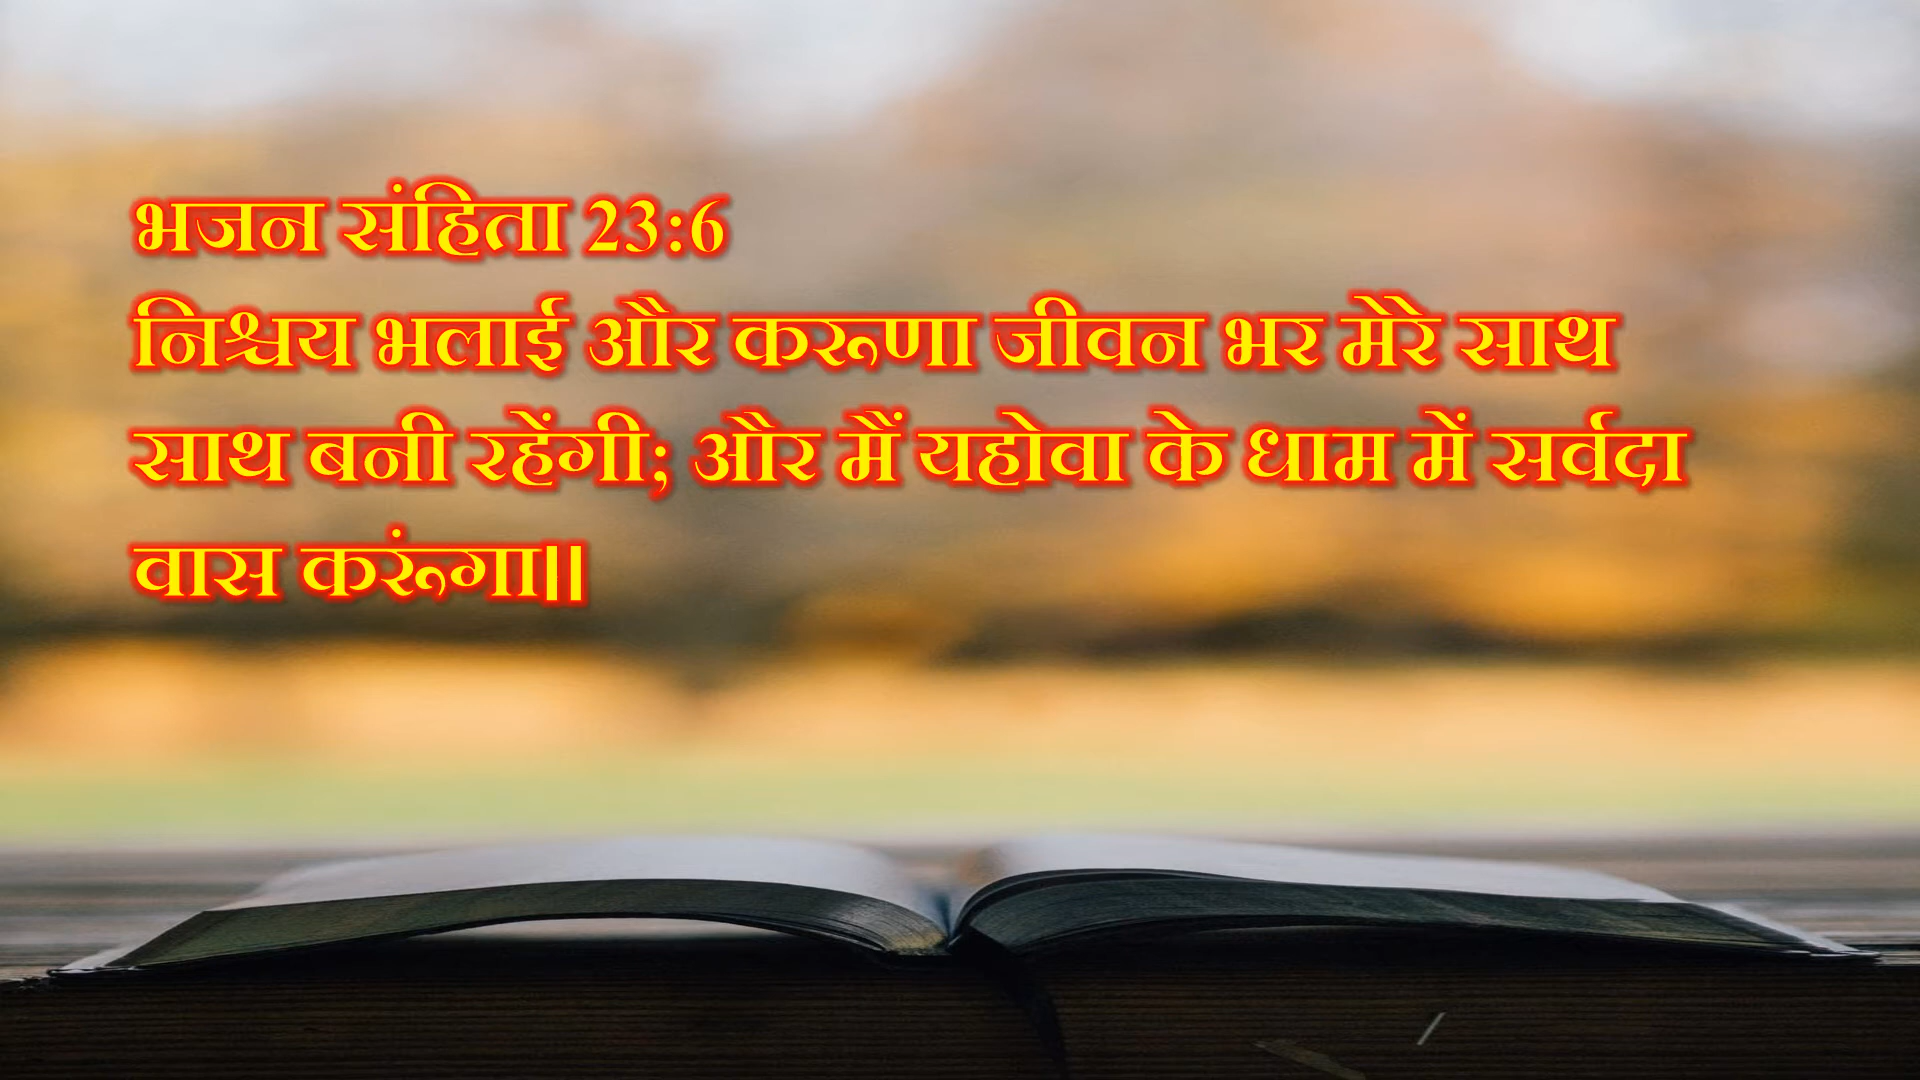 भजन संहिता 23:6
निश्चय भलाई और करूणा जीवन भर मेरे साथ
साथ बनी रहेंगी; और मैं यहोवा के धाम में सर्वदा
वास करूंगा॥